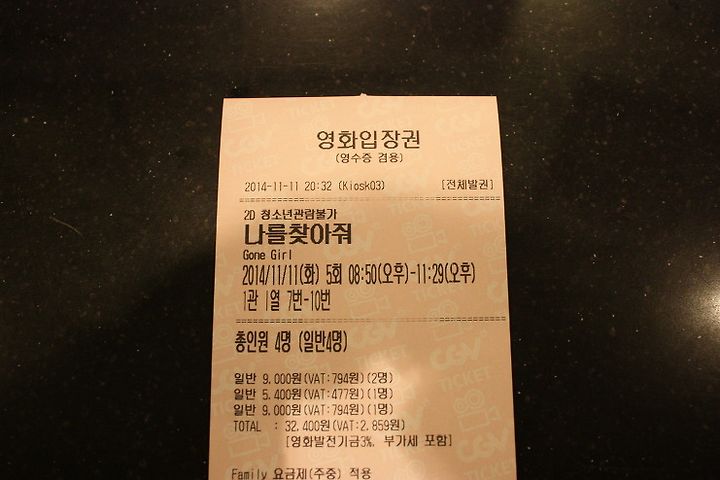 영화입장권
(영수증 겸용)
2014-11-11 20:32 (Kiosk03) [전체발권]
2D 청소년관람불가
나를찾아줘
Gone Girl
2014/11/11(화) 5회 08:50(오후)-11:29(오후)
1관 I열 7번-10번
총인원 4명 (일반4명)
일반 9.000원(VAT:794원)(2명)
일반 5.400원(VAT:477원)(1명)
일반 9.000원(VAT:794원)(1명)
TOTAL : 32.400원(VAT:2.859원)
[영화발전기금3%, 부가세 포함]
Family 요금제(주중) 적용